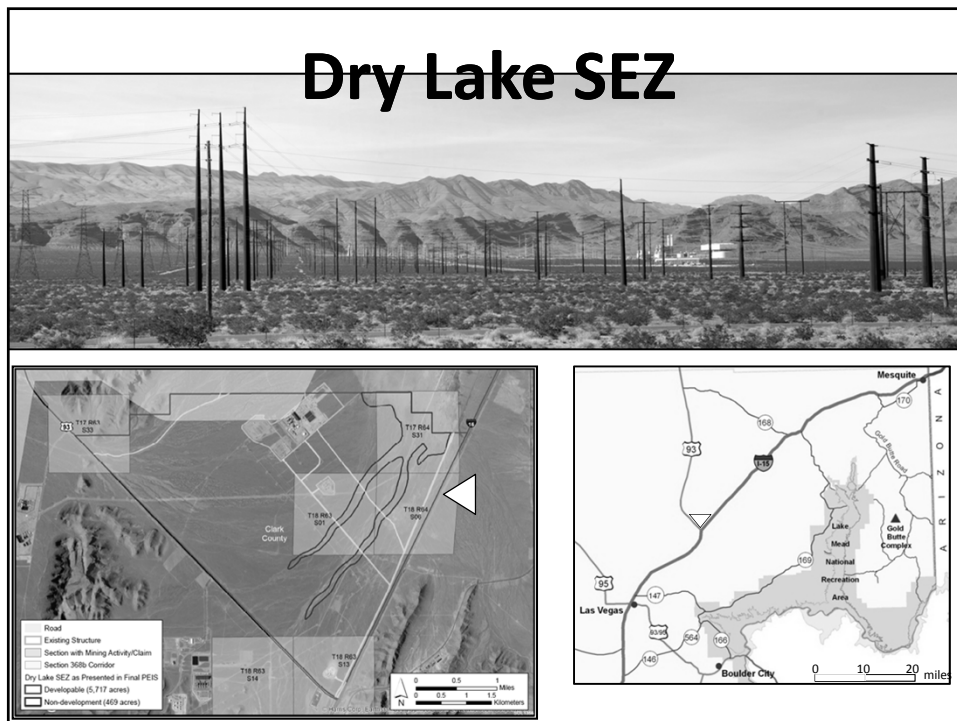 Dry Lake SEZ
93
T17 R63
S33
T17 R64
S31
15
T18 R63
S01
T18 R64
S06
Clark
County
T18 R63
S14
T18 R63
S13
Road
Existing Structure
Section with Mining Activity/Claim
Section 368b Corridor
Dry Lake SEZ as Presented in Final PEIS
Developable (5,717 acres)
Non-development (469 acres)
N
0 0.5 1
Miles
0 0.5 1 1.5
Kilometers
Mesquite
170
168
93
I-15
Gold Butte Road
ARIZONA
Lake
Mead
National
Recreation
Area
Gold
Butte
Complex
169
95
147
Las Vegas
93/95
564
166
146
Boulder City
0 10 20 miles